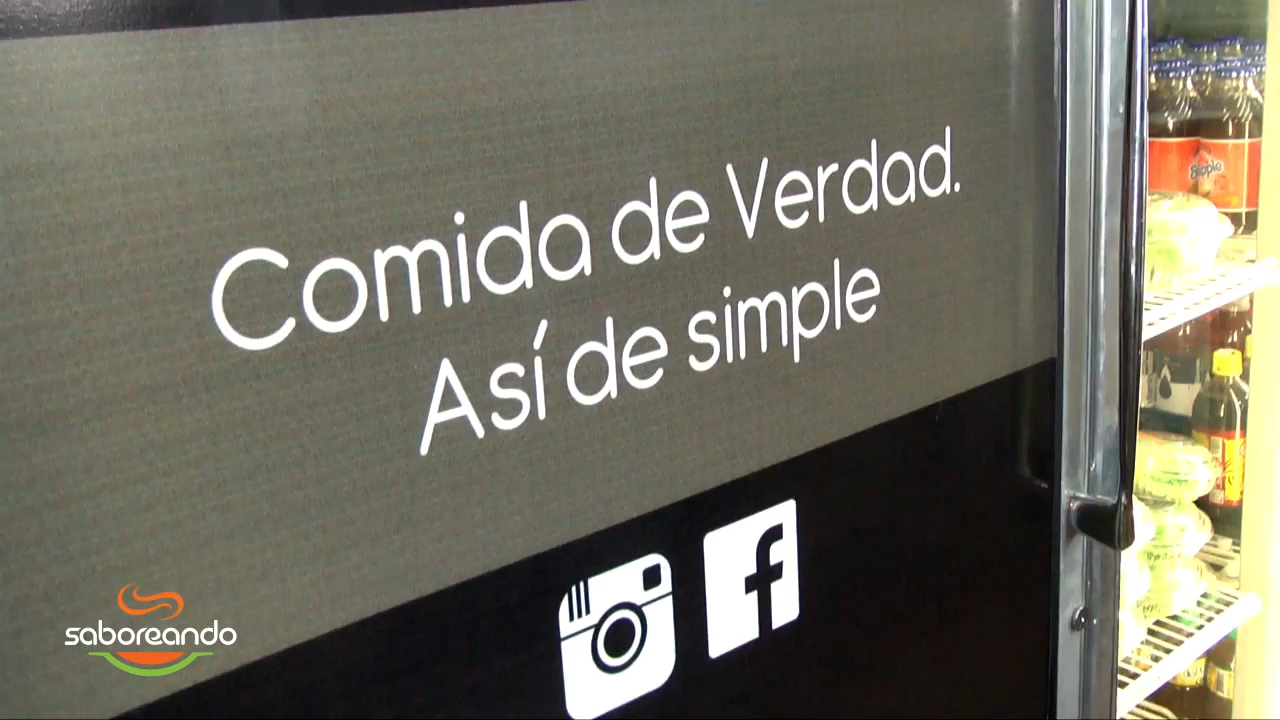 Comida de Verdad.
Así de simple
saboreando